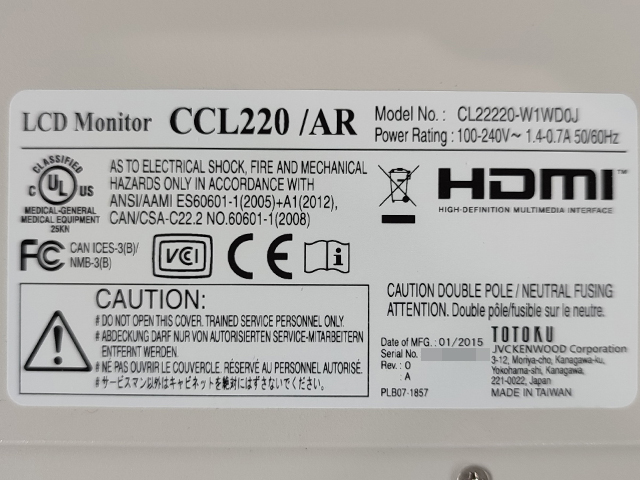 LCD Monitor CCL220 /AR
Model No. : CL22220-W1WD0J
Power Rating : 100-240V~ 1.4-0.7A 50/60Hz
CLASSIFIED
C UL US
MEDICAL-GENERAL
MEDICAL EQUIPMENT
25KN
AS TO ELECTRICAL SHOCK, FIRE AND MECHANICAL
HAZARDS ONLY IN ACCORDANCE WITH
ANSI/AAMI ES60601-1(2005)+A1(2012),
CAN/CSA-C22.2 NO.60601-1(2008)
HDMI™
HIGH-DEFINITION MULTIMEDIA INTERFACE
FC CAN ICES-3(B)/
NMB-3(B)
VCI
CE
i
CAUTION:
# DO NOT OPEN THIS COVER. TRAINED SERVICE PERSONNEL ONLY.
# ABDECKUNG DARF NUR VON AUTORISIERTEN SERVICE-MITARBEITERN
ENTFERNT WERDEN.
# NE PAS OUVRIR LE COUVERCLE. RÉSERVÉ AU PERSONNEL AUTORISÉ.
# サービスマン以外はキャビネットを絶対にはずさないでください。
CAUTION DOUBLE POLE / NEUTRAL FUSING
ATTENTION. Double pôle/fusible sur le neutre.
Date of MFG. : 01/2015
Serial No.
Rev. : O
: A
PLB07-1857
TOTOKU
JVCKENWOOD Corporation
3-12, Moriya-cho, Kanagawa-ku,
Yokohama-shi, Kanagawa,
221-0022, Japan
MADE IN TAIWAN